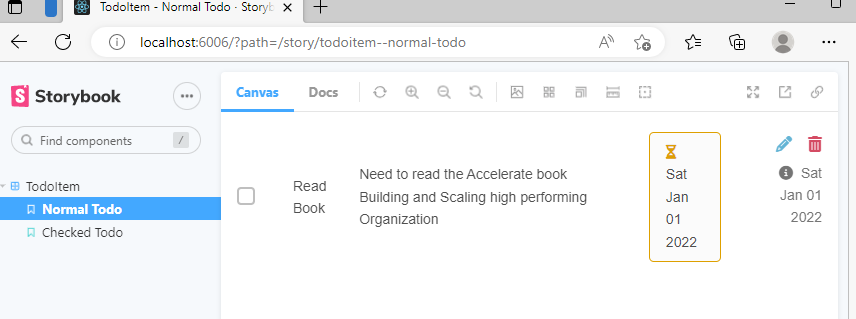 TodoItem - Normal Todo · Storyb
localhost:6006/?path=/story/todoitem--normal-todo
Storybook
Canvas
Docs
Find components /
TodoItem
Normal Todo
Checked Todo
Read
Book
Need to read the Accelerate book
Building and Scaling high performing
Organization
Sat
Jan
01
2022
Sat
Jan 01
2022